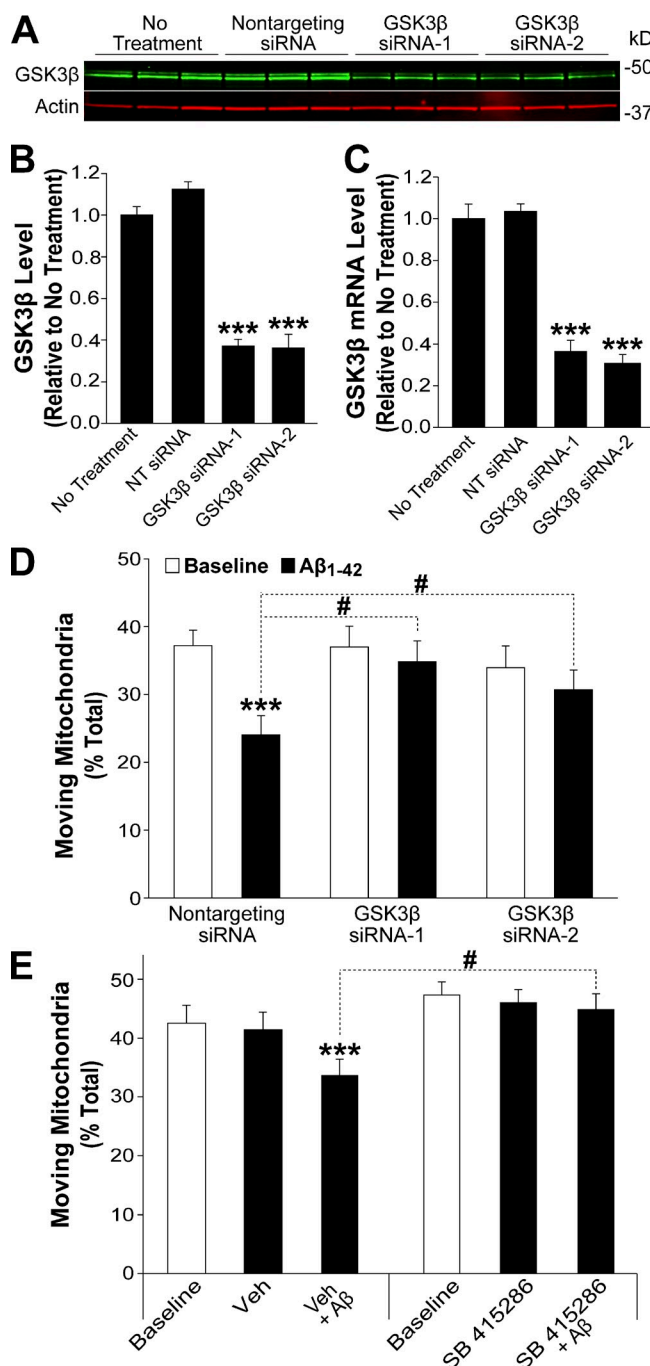 A
No
Treatment
Nontargeting
siRNA
GSK3β
siRNA-1
GSK3β
siRNA-2
kD
GSK3β
-50
Actin
-37
B
GSK3β Level
(Relative to No Treatment)
1.2
1.0
0.8
0.6
0.4
0.2
0.0
*** ***
No Treatment
NT siRNA
GSK3β siRNA-1
GSK3β siRNA-2
C
GSK3β mRNA Level
(Relative to No Treatment)
1.2
1.0
0.8
0.6
0.4
0.2
0.0
***
***
No Treatment
NT siRNA
GSK3β siRNA-1
GSK3β siRNA-2
D
Moving Mitochondria
(% Total)
50
40
30
20
10
0
Baseline Aβ1-42
#
#
***
Nontargeting
siRNA
GSK3β
siRNA-1
GSK3β
siRNA-2
E
Moving Mitochondria
(% Total)
50
40
30
20
10
0
#
***
Baseline
Veh
Veh
+ Aβ
Baseline
SB 415286
SB 415286
+ Aβ